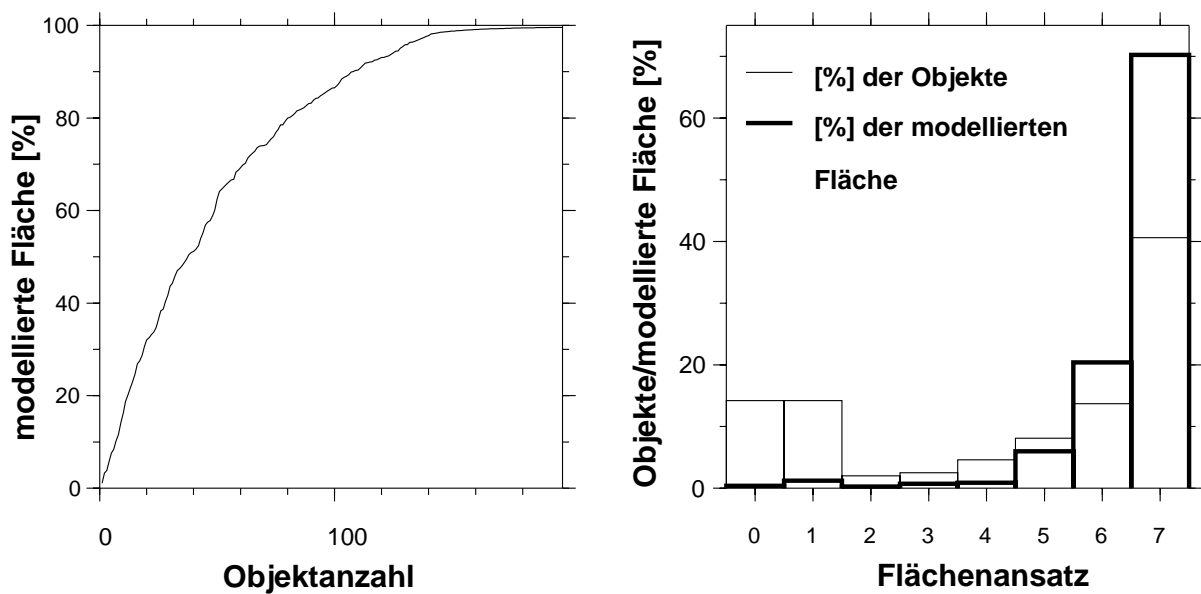 100
80
60
40
20
0
modellierte Fläche [%]
0 100
Objektanzahl
60
40
20
0
Objekte/modellierte Fläche [%]
[%] der Objekte
[%] der modellierten
Fläche
0 1 2 3 4 5 6 7
Flächenansatz